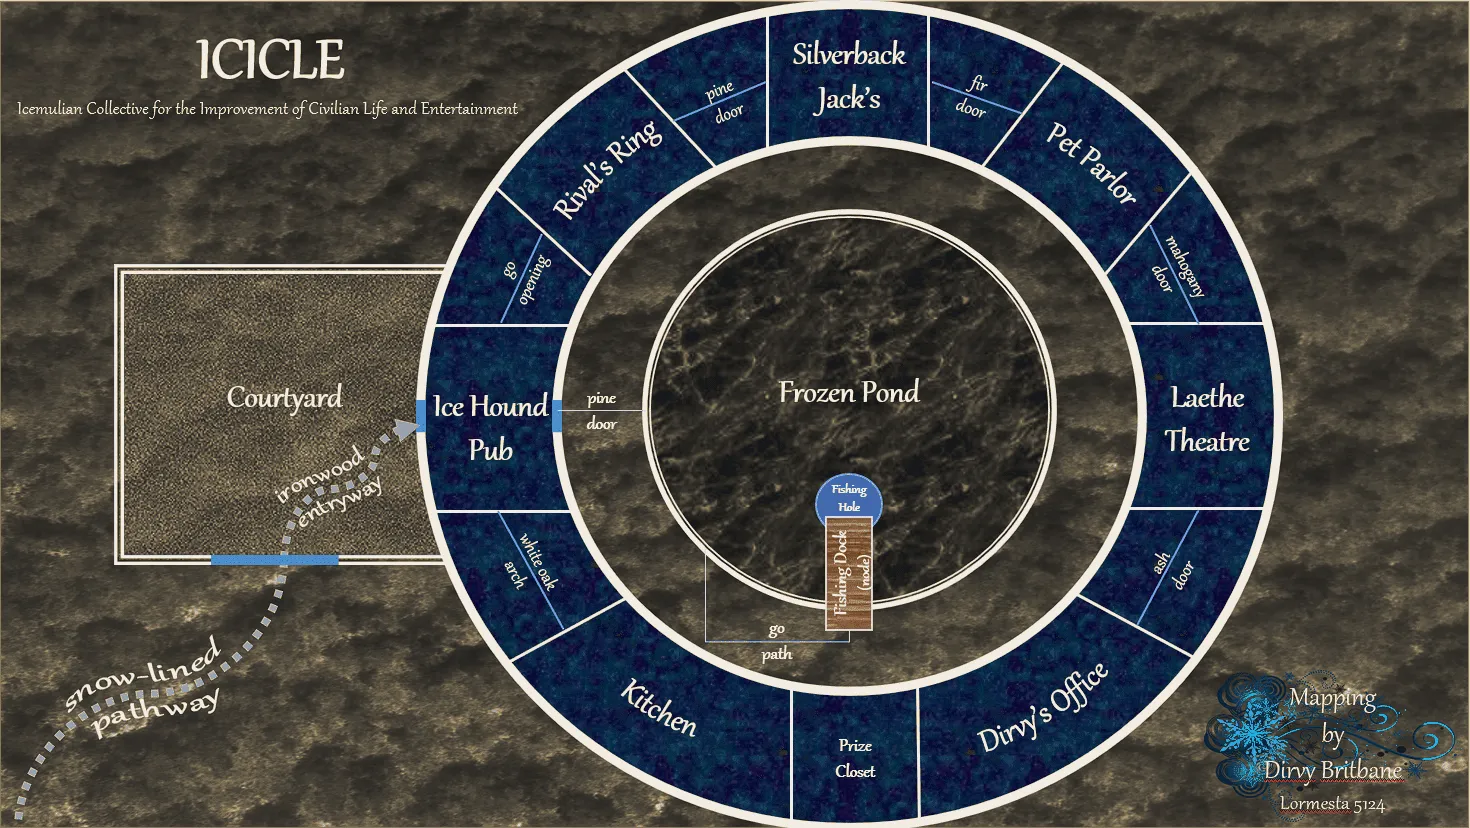 ICICLE
Icemulian Collective for the Improvement of Civilian Life and Entertainment
Silverback
Jack's
pine
door
fir
door
Rival's Ring
Pet Parlor
go
opening
mahogany
door
Courtyard
Ice Hound
Pub
pine
door
Frozen Pond
Laethe
Theatre
ironwood
entryway
Fishing
Hole
Fishing Dock
(node)
white oak
arch
ash
door
go
path
snow-lined
pathway
Kitchen
Prize
Closet
Dirvy's Office
Mapping
by
Dirvy Britbane
Lormesta 5124